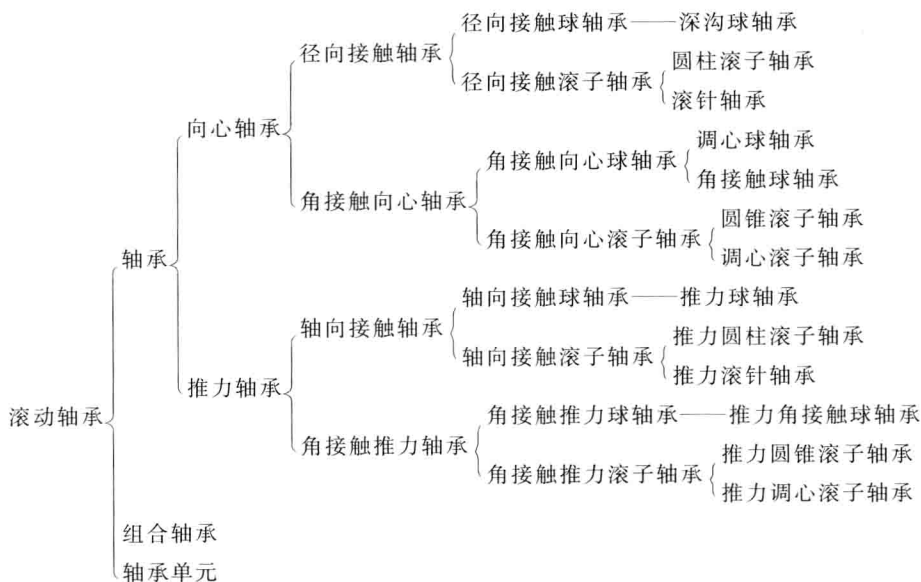 径向接触球轴承——深沟球轴承
径向接触轴承
圆柱滚子轴承
径向接触滚子轴承
滚针轴承
向心轴承
调心球轴承
角接触向心球轴承
角接触球轴承
角接触向心轴承
圆锥滚子轴承
角接触向心滚子轴承
调心滚子轴承
轴承
轴向接触球轴承——推力球轴承
轴向接触轴承
推力圆柱滚子轴承
轴向接触滚子轴承
推力滚针轴承
推力轴承
滚动轴承
角接触推力球轴承——推力角接触球轴承
角接触推力轴承
推力圆锥滚子轴承
角接触推力滚子轴承
推力调心滚子轴承
组合轴承
轴承单元